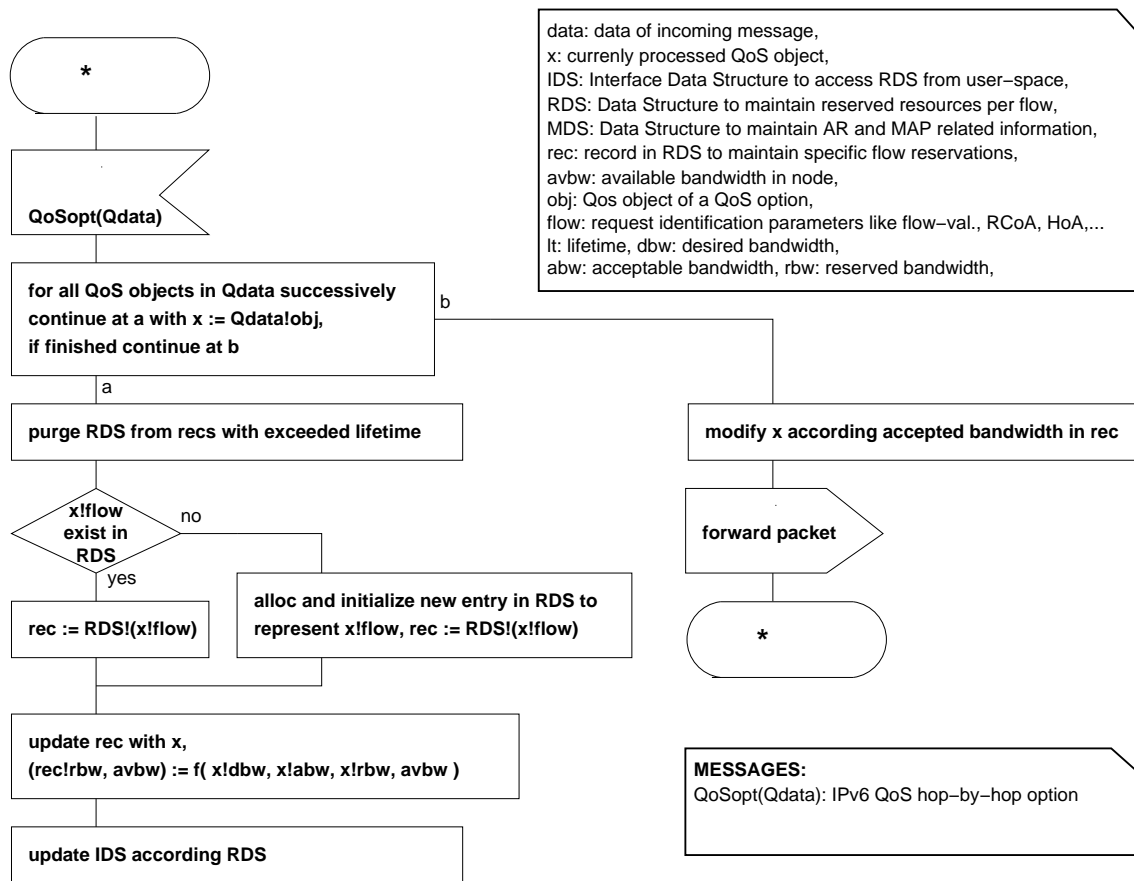 *
QoSopt(Qdata)
for all QoS objects in Qdata successively
continue at a with x := Qdata!obj,
if finished continue at b
b
a
purge RDS from recs with exceeded lifetime
x!flow
exist in
RDS
no
yes
rec := RDS!(x!flow)
alloc and initialize new entry in RDS to
represent x!flow, rec := RDS!(x!flow)
update rec with x,
(rec!rbw, avbw) := f( x!dbw, x!abw, x!rbw, avbw )
update IDS according RDS
data: data of incoming message,
x: currenly processed QoS object,
IDS: Interface Data Structure to access RDS from user−space,
RDS: Data Structure to maintain reserved resources per flow,
MDS: Data Structure to maintain AR and MAP related information,
rec: record in RDS to maintain specific flow reservations,
avbw: available bandwidth in node,
obj: Qos object of a QoS option,
flow: request identification parameters like flow−val., RCoA, HoA,...
lt: lifetime, dbw: desired bandwidth,
abw: acceptable bandwidth, rbw: reserved bandwidth,
modify x according accepted bandwidth in rec
forward packet
*
MESSAGES:
QoSopt(Qdata): IPv6 QoS hop−by−hop option